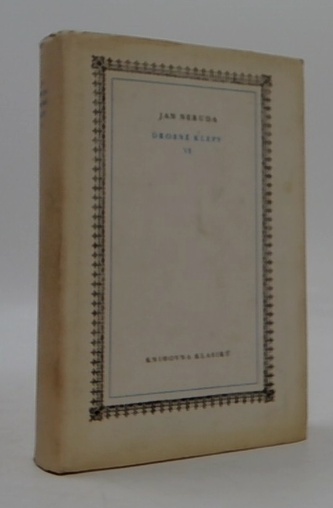 JAN NERUDA
DROBNÉ KLEPY
II
KNIHOVNA KLASIKŮ